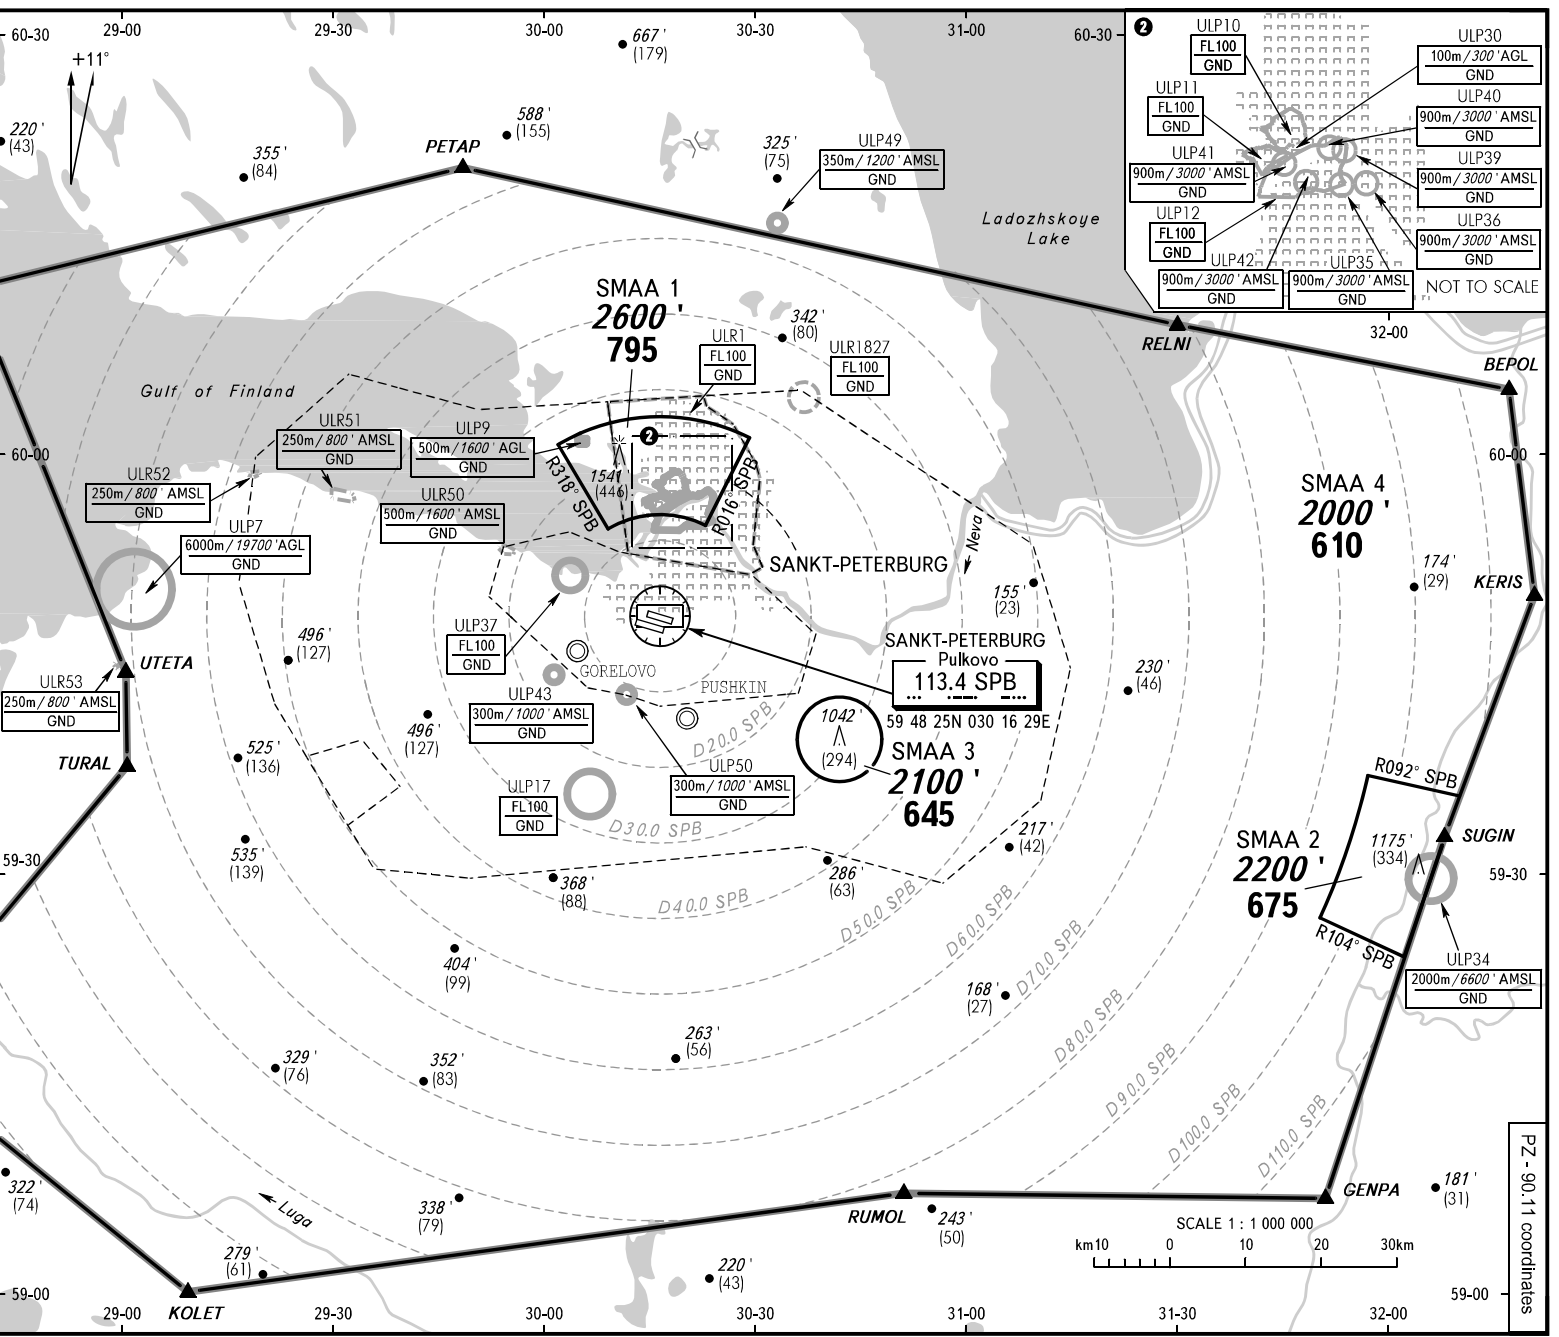 29-00
29-30
30-00
30-30
31-00
60-30
60-30
+11°
667'
(179)
588'
(155)
220'
(43)
355'
(84)
PETAP
325'
(75)
ULP49
350m/1200'AMSL
GND
Ladozhskoye
Lake
2
ULP10
FL100
GND
ULP30
100m/300'AGL
GND
ULP11
FL100
GND
ULP40
900m/3000'AMSL
GND
ULP41
900m/3000'AMSL
GND
ULP39
900m/3000'AMSL
GND
ULP12
FL100
GND
ULP36
900m/3000'AMSL
GND
ULP42
900m/3000'AMSL
GND
ULP35
900m/3000'AMSL
GND
NOT TO SCALE
32-00
RELNI
BEPOL
SMAA 1
2600'
795
342'
(80)
ULR1
FL100
GND
ULR1827
FL100
GND
Gulf of Finland
ULR51
250m/800'AMSL
GND
ULP9
500m/1600'AGL
GND
2
1541'
(446)
R318° SPB
R016° SPB
60-00
60-00
ULR52
250m/800'AMSL
GND
ULR50
500m/1600'AMSL
GND
ULP7
6000m/19700'AGL
GND
SMAA 4
2000'
610
Neva
SANKT-PETERBURG
174'
(29)
KERIS
155'
(23)
ULP37
FL100
GND
496'
(127)
UTETA
GORELOVO
PUSHKIN
SANKT-PETERBURG
Pulkovo
113.4 SPB
59 48 25N 030 16 29E
230'
(46)
ULR53
250m/800'AMSL
GND
ULP43
300m/1000'AMSL
GND
496'
(127)
D20.0 SPB
1042'
(294)
SMAA 3
2100'
645
TURAL
525'
(136)
ULP50
300m/1000'AMSL
GND
ULP17
FL100
GND
D30.0 SPB
R092° SPB
SUGIN
1175'
(334)
SMAA 2
2200'
675
R104° SPB
217'
(42)
286'
(63)
535'
(139)
59-30
59-30
368'
(88)
D40.0 SPB
D50.0 SPB
D60.0 SPB
D70.0 SPB
D80.0 SPB
D90.0 SPB
D100.0 SPB
D110.0 SPB
404'
(99)
168'
(27)
ULP34
2000m/6600'AMSL
GND
329'
(76)
352'
(83)
263'
(56)
322'
(74)
Luga
338'
(79)
RUMOL
243'
(50)
GENPA
181'
(31)
279'
(61)
220'
(43)
KOLET
SCALE 1 : 1 000 000
km10 0 10 20 30km
PZ - 90.11 coordinates
59-00
59-00
29-00
29-30
30-00
30-30
31-00
31-30
32-00